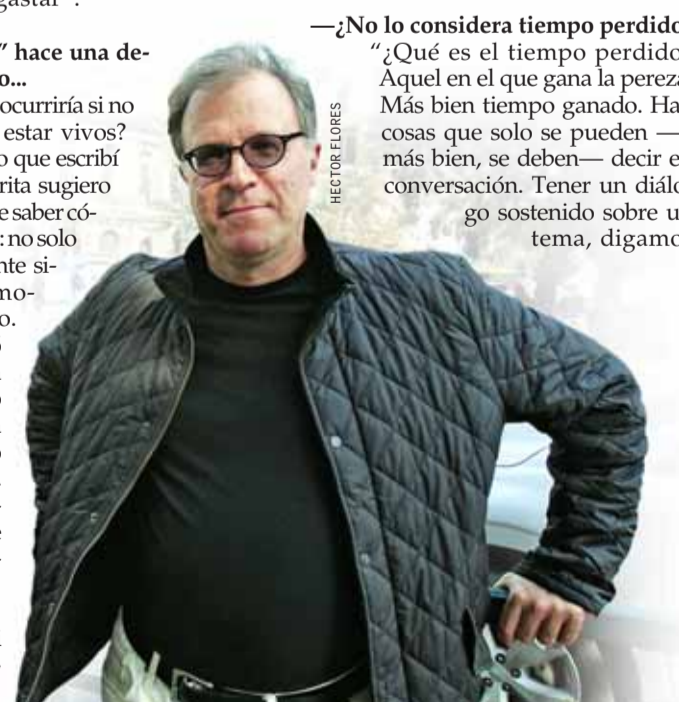 gastar”.
” hace una de-
o...
ocurriría si no
estar vivos?
o que escribí
rita sugiero
e saber có-
: no solo
nte si-
mo-
o.
HECTOR FLORES
—¿No lo considera tiempo perdido
“¿Qué es el tiempo perdido
Aquel en el que gana la pereza
Más bien tiempo ganado. Ha
cosas que solo se pueden —
más bien, se deben— decir e
conversación. Tener un diálo
go sostenido sobre u
tema, digamo